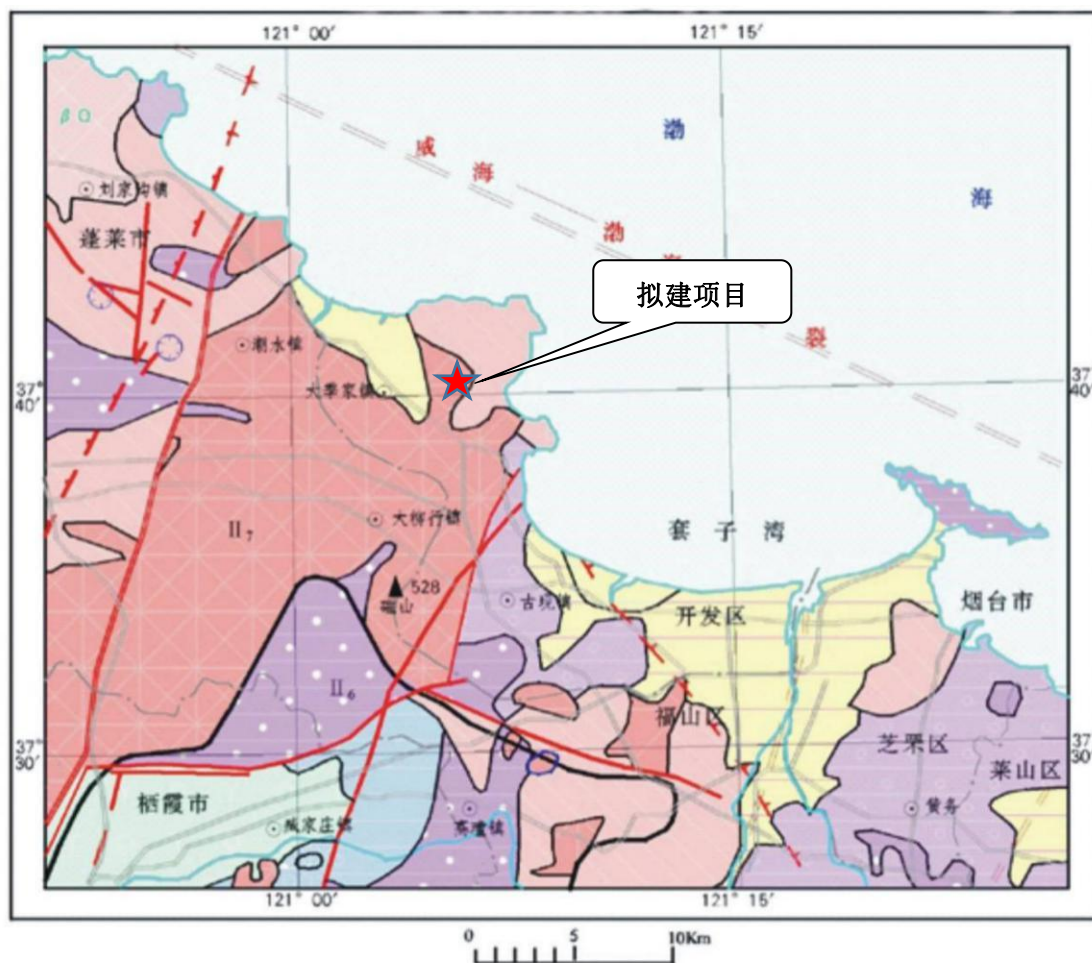 121° 00′
121° 15′
βQ
威 海 渤 裂
渤 海
刘家沟镇
蓬莱市
拟建项目
潮水镇
大季家镇
37°
40′
37°
40′
II₇
大柳行镇
套 子 湾
528
古现镇
开发区
烟台市
II₆
福山区
芝罘区
莱山区
37°
30′
37°
30′
栖霞市
臧家庄镇
高疃镇
黄务
121° 00′
121° 15′
0 5 10Km